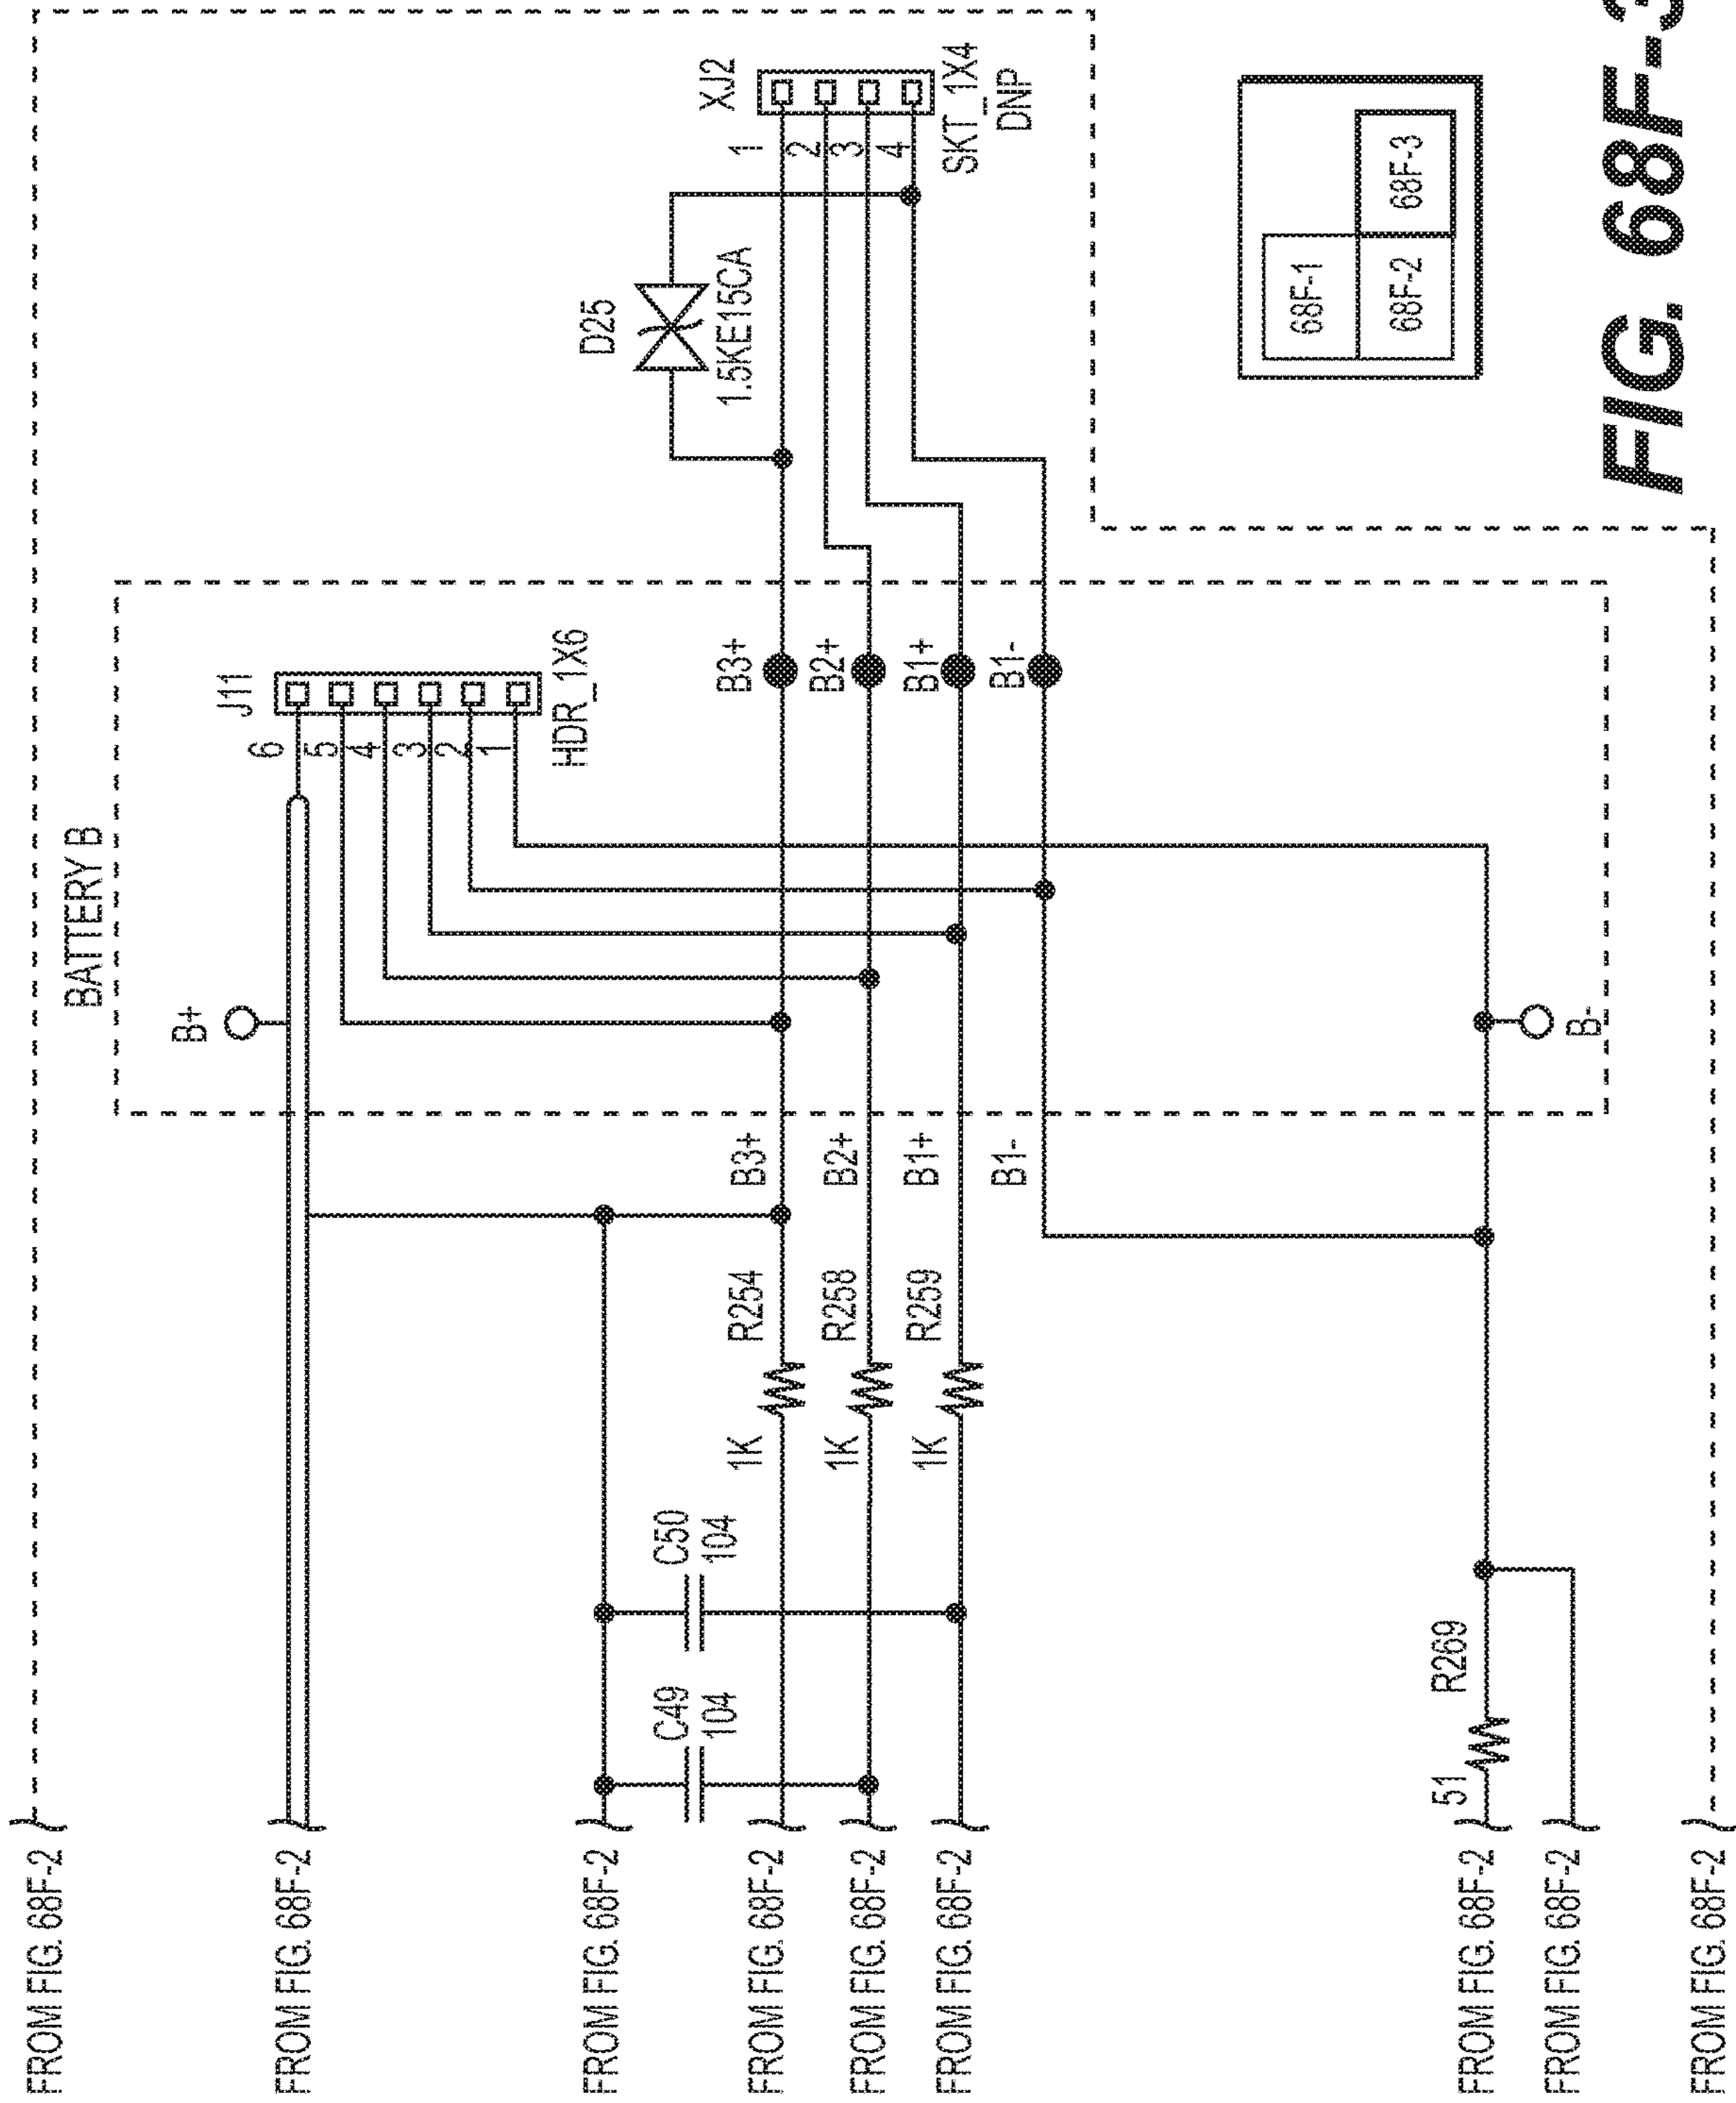 FROM FIG. 68F-2
FROM FIG. 68F-2
FROM FIG. 68F-2
FROM FIG. 68F-2
FROM FIG. 68F-2
FROM FIG. 68F-2
FROM FIG. 68F-2
FROM FIG. 68F-2
FROM FIG. 68F-2
BATTERY B
B+
J11
6
5
4
3
2
1
HDR_1X6
D25
1.5KE15CA
XJ2
1
2
3
4
SKT_1X4
DNP
B3+
B2+
B1+
B1-
B3+
B2+
B1+
B1-
C49
104
C50
104
1K
R254
1K
R258
1K
R259
51
R269
B-
68F-1
68F-2
68F-3
FIG. 68F-3